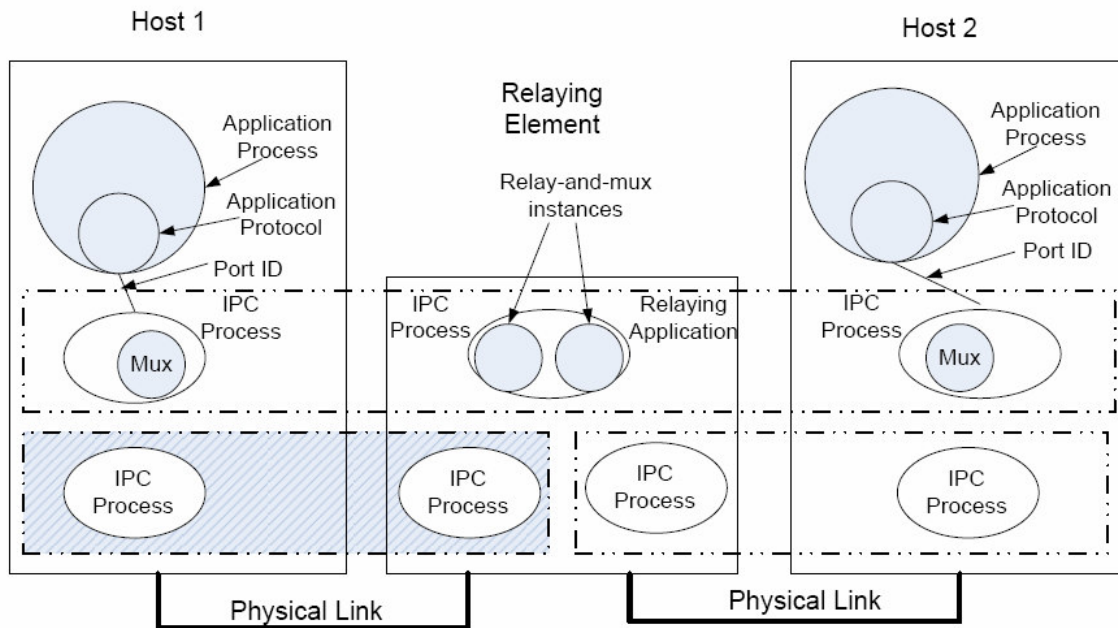 Host 1
Host 2
Relaying
Element
Application
Process
Application
Protocol
Port ID
Relay-and-mux
instances
Application
Process
Application
Protocol
Port ID
IPC
Process
Mux
IPC
Process
Relaying
Application
IPC
Process
Mux
IPC
Process
IPC
Process
IPC
Process
IPC
Process
Physical Link
Physical Link